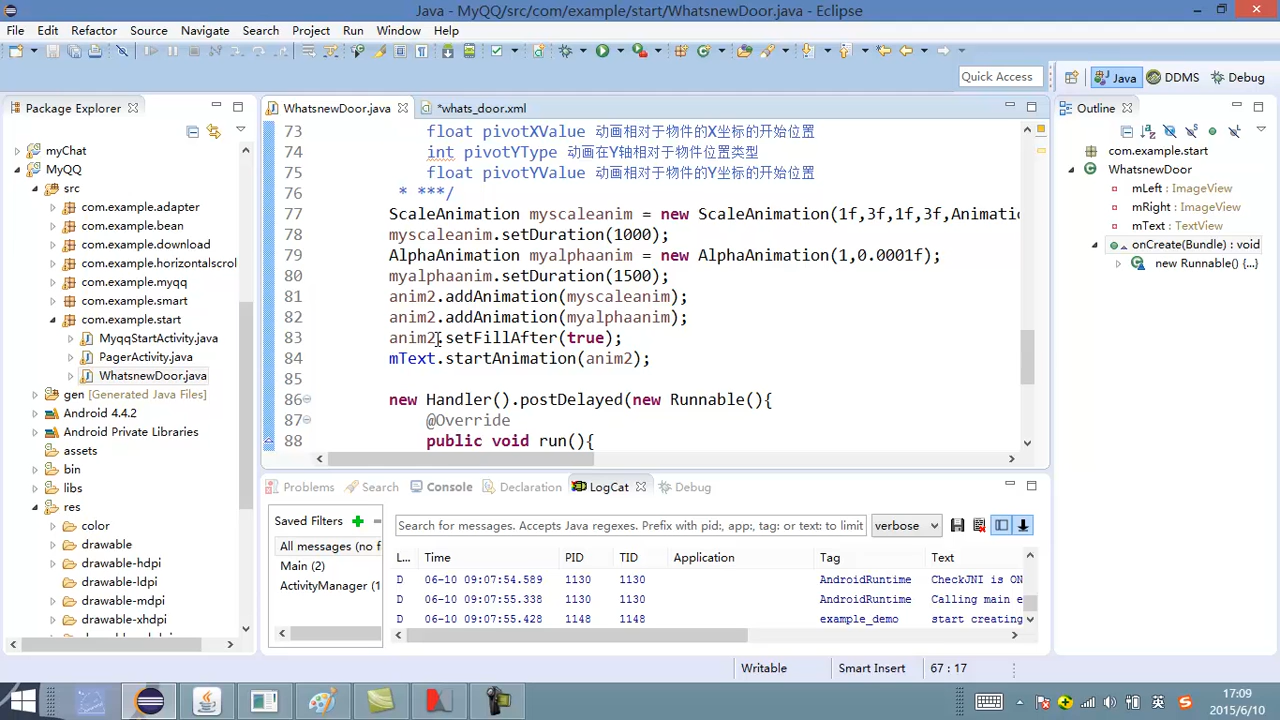 Java - MyQQ/src/com/example/start/WhatsnewDoor.java - Eclipse
File Edit Refactor Source Navigate Search Project Run Window Help
Quick Access
Java
DDMS
Debug
Package Explorer
myChat
MyQQ
src
com.example.adapter
com.example.bean
com.example.download
com.example.horizontalscrol
com.example.myqq
com.example.smart
com.example.start
MyqqStartActivity.java
PagerActivity.java
WhatsnewDoor.java
gen [Generated Java Files]
Android 4.4.2
Android Private Libraries
assets
bin
libs
res
color
drawable
drawable-hdpi
drawable-ldpi
drawable-mdpi
drawable-xhdpi
WhatsnewDoor.java
*whats_door.xml
73 float pivotXValue 动画相对于物件的X坐标的开始位置
74 int pivotYType 动画在Y轴相对于物件位置类型
75 float pivotYValue 动画相对于物件的Y坐标的开始位置
76 * ***/
77 ScaleAnimation myscaleanim = new ScaleAnimation(1f,3f,1f,3f,Animatio
78 myscaleanim.setDuration(1000);
79 AlphaAnimation myalphaanim = new AlphaAnimation(1,0.0001f);
80 myalphaanim.setDuration(1500);
81 anim2.addAnimation(myscaleanim);
82 anim2.addAnimation(myalphaanim);
83 anim2.setFillAfter(true);
84 mText.startAnimation(anim2);
85
86 new Handler().postDelayed(new Runnable(){
87 @Override
88 public void run(){
Outline
com.example.start
WhatsnewDoor
mLeft : ImageView
mRight : ImageView
mText : TextView
onCreate(Bundle) : void
new Runnable() {...}
Problems Search Console Declaration LogCat Debug
Saved Filters
All messages (no f
Main (2)
ActivityManager (1
Search for messages. Accepts Java regexes. Prefix with pid:, app:, tag: or text: to limit
verbose
L... Time PID TID Application Tag Text
D 06-10 09:07:54.589 1130 1130 AndroidRuntime CheckJNI is ON
D 06-10 09:07:55.338 1130 1130 AndroidRuntime Calling main e
D 06-10 09:07:55.428 1148 1148 example_demo start creating
Writable Smart Insert 67 : 17
英
17:09
2015/6/10